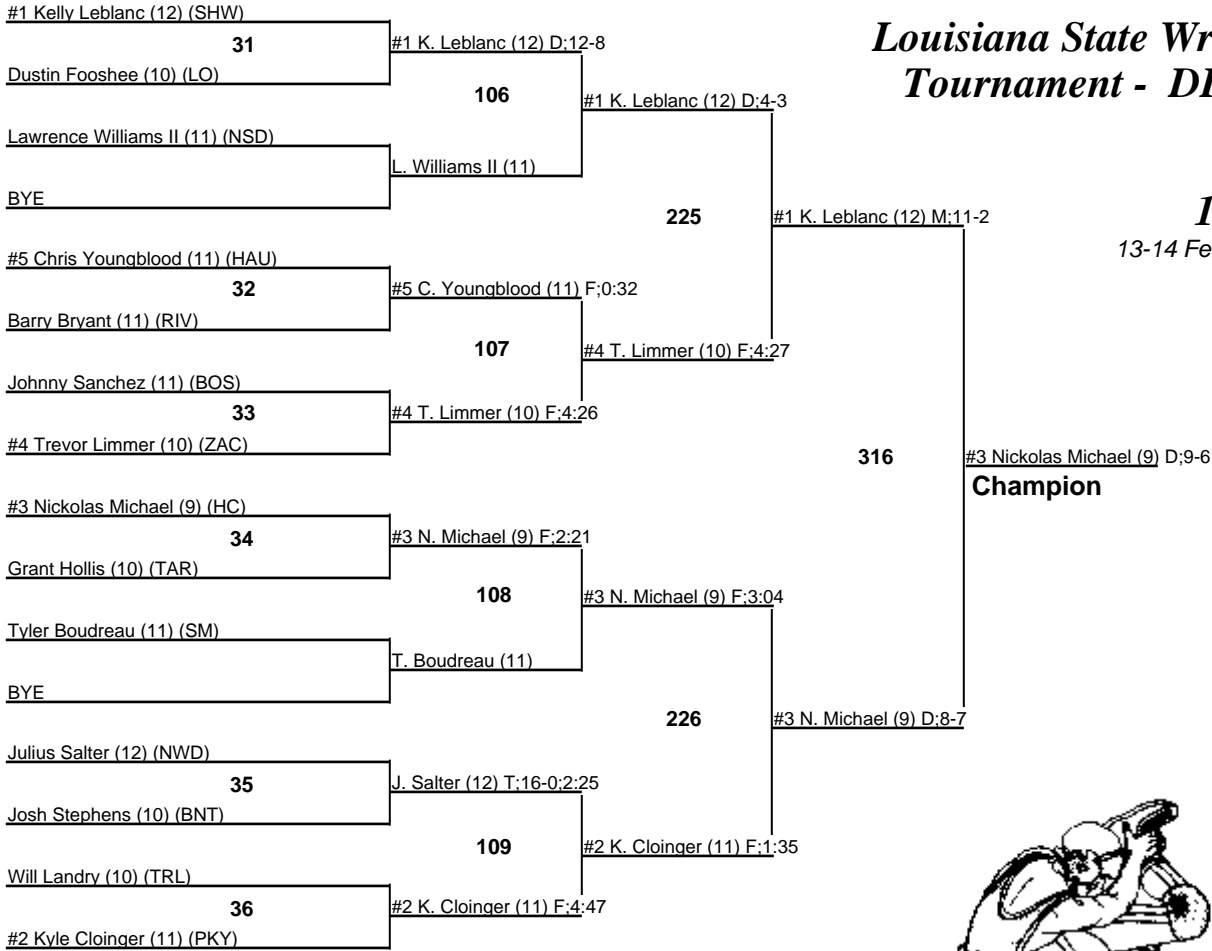 #1 Kelly Leblanc (12) (SHW)
31
Dustin Fooshee (10) (LO)
#1 K. Leblanc (12) D;12-8
106
Lawrence Williams II (11) (NSD)
BYE
L. Williams II (11)
#1 K. Leblanc (12) D;4-3
225
#5 Chris Youngblood (11) (HAU)
32
Barry Bryant (11) (RIV)
#5 C. Youngblood (11) F;0:32
107
Johnny Sanchez (11) (BOS)
33
#4 Trevor Limmer (10) (ZAC)
#4 T. Limmer (10) F;4:26
#4 T. Limmer (10) F;4:27
#1 K. Leblanc (12) M;11-2
316
#3 Nickolas Michael (9) (HC)
34
Grant Hollis (10) (TAR)
#3 N. Michael (9) F;2:21
108
Tyler Boudreau (11) (SM)
BYE
T. Boudreau (11)
#3 N. Michael (9) F;3:04
226
Julius Salter (12) (NWD)
35
Josh Stephens (10) (BNT)
J. Salter (12) T;16-0;2:25
109
Will Landry (10) (TRL)
36
#2 Kyle Cloinger (11) (PKY)
#2 K. Cloinger (11) F;4:47
#2 K. Cloinger (11) F;1:35
#3 N. Michael (9) D;8-7
#3 Nickolas Michael (9) D;9-6
Champion
Louisiana State Wr
Tournament - DI
1
13-14 Fe